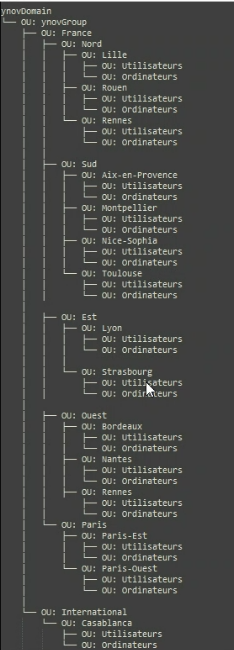 ynovDomain
└── OU: ynovGroup
├── OU: France
│   ├── OU: Nord
│   │   ├── OU: Lille
│   │   │   ├── OU: Utilisateurs
│   │   │   └── OU: Ordinateurs
│   │   ├── OU: Rouen
│   │   │   ├── OU: Utilisateurs
│   │   │   └── OU: Ordinateurs
│   │   └── OU: Rennes
│   │       ├── OU: Utilisateurs
│   │       └── OU: Ordinateurs
│   ├── OU: Sud
│   │   ├── OU: Aix-en-Provence
│   │   │   ├── OU: Utilisateurs
│   │   │   └── OU: Ordinateurs
│   │   ├── OU: Montpellier
│   │   │   ├── OU: Utilisateurs
│   │   │   └── OU: Ordinateurs
│   │   ├── OU: Nice-Sophia
│   │   │   ├── OU: Utilisateurs
│   │   │   └── OU: Ordinateurs
│   │   └── OU: Toulouse
│   │       ├── OU: Utilisateurs
│   │       └── OU: Ordinateurs
│   ├── OU: Est
│   │   ├── OU: Lyon
│   │   │   ├── OU: Utilisateurs
│   │   │   └── OU: Ordinateurs
│   │   └── OU: Strasbourg
│   │       ├── OU: Utilisateurs
│   │       └── OU: Ordinateurs
│   ├── OU: Ouest
│   │   ├── OU: Bordeaux
│   │   │   ├── OU: Utilisateurs
│   │   │   └── OU: Ordinateurs
│   │   ├── OU: Nantes
│   │   │   ├── OU: Utilisateurs
│   │   │   └── OU: Ordinateurs
│   │   ├── OU: Rennes
│   │   │   ├── OU: Utilisateurs
│   │   │   └── OU: Ordinateurs
│   └── OU: Paris
│       ├── OU: Paris-Est
│       │   ├── OU: Utilisateurs
│       │   └── OU: Ordinateurs
│       └── OU: Paris-Ouest
│           ├── OU: Utilisateurs
│           └── OU: Ordinateurs
└── OU: International
└── OU: Casablanca
├── OU: Utilisateurs
└── OU: Ordinateurs